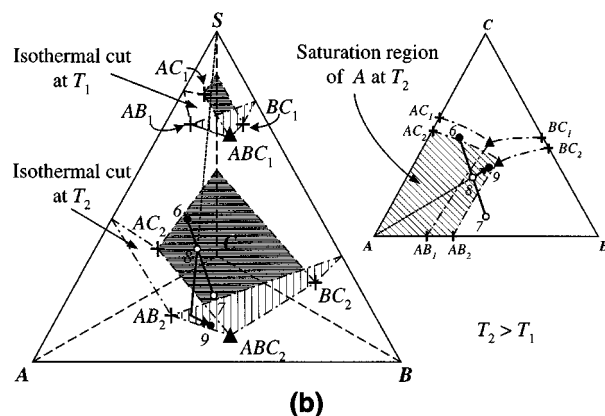 S
Isothermal cut
at T₁
AC₁
AB₁
BC₁
ABC₁
Isothermal cut
at T₂
AC₂
6
C
8
7
AB₂
9
BC₂
ABC₂
A
B
Saturation region
of A at T₂
C
AC₁
AC₂
6
BC₁
BC₂
9
8
7
A
AB₁
AB₂
B
T₂ > T₁
(b)